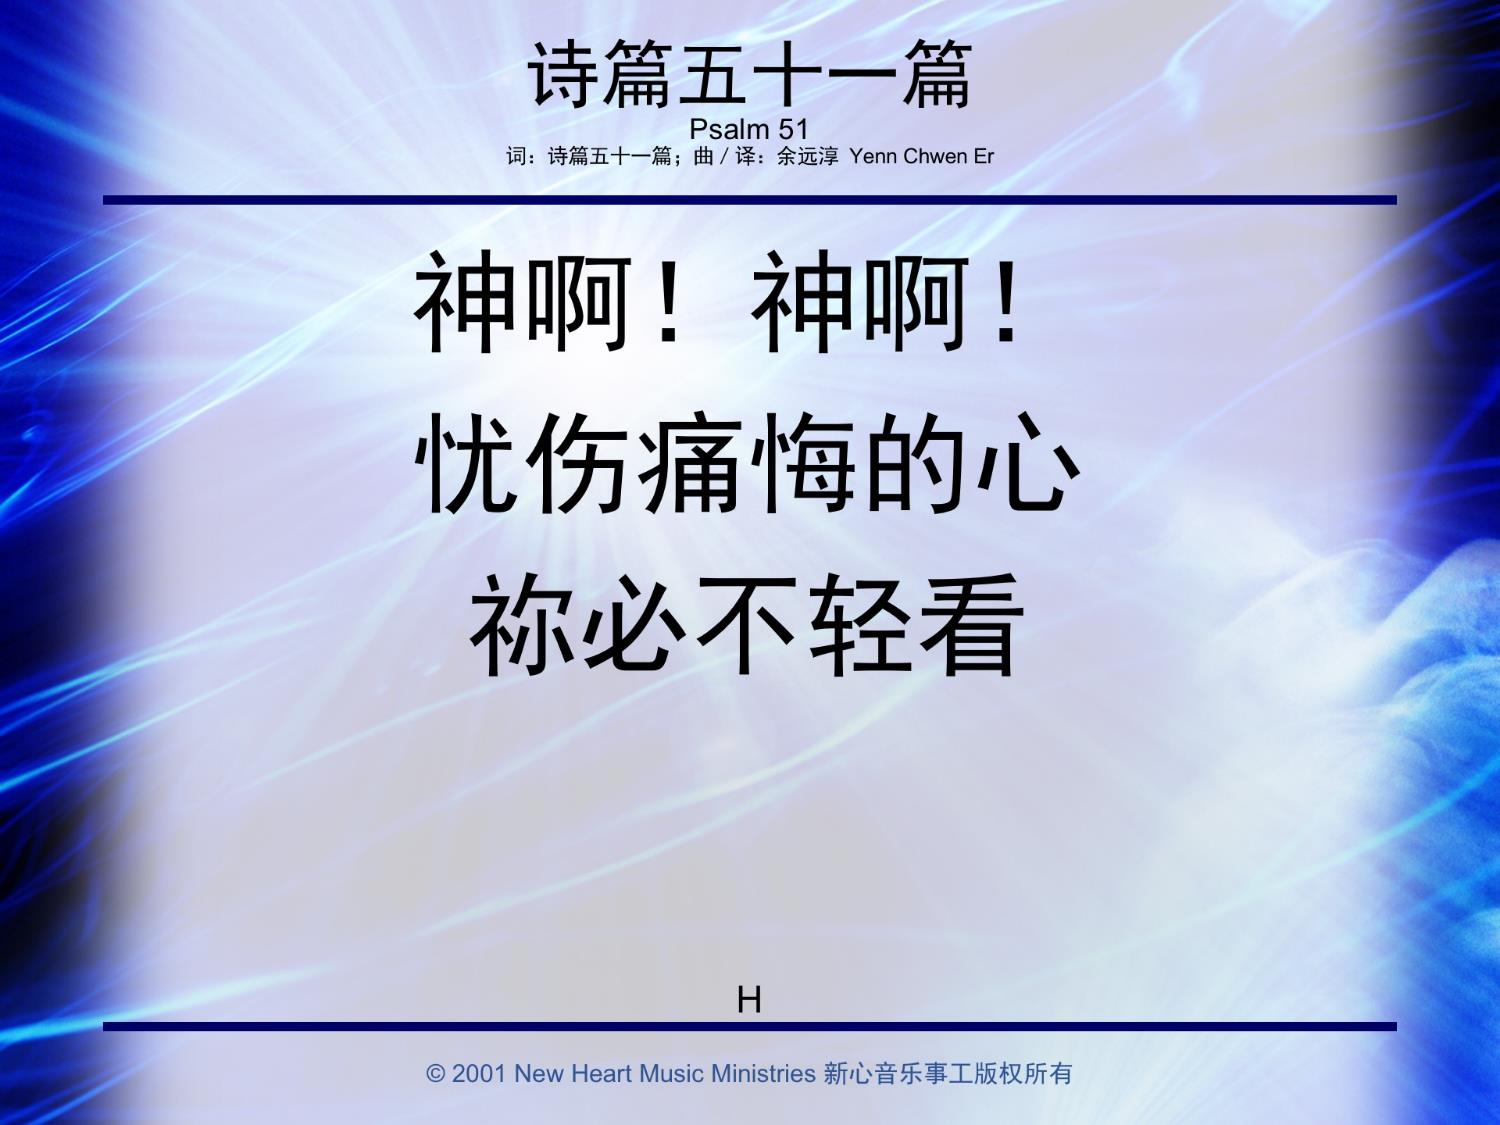 诗篇五十一篇
Psalm 51
词：诗篇五十一篇；曲 / 译：余远淳 Yenn Chwen Er
神啊！神啊！
忧伤痛悔的心
祢必不轻看
H
© 2001 New Heart Music Ministries 新心音乐事工版权所有